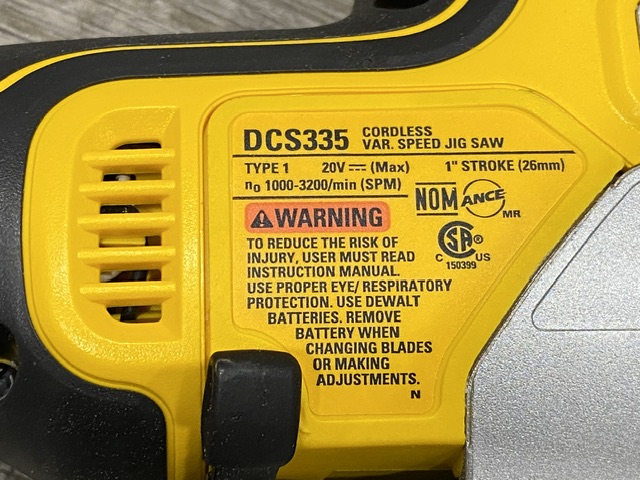 DCS335 CORDLESS
VAR. SPEED JIG SAW
TYPE 1 20V ⎓ (Max) 1" STROKE (26mm)
n₀ 1000-3200/min (SPM)
NOM ANCE MR
⚠WARNING
TO REDUCE THE RISK OF
INJURY, USER MUST READ
INSTRUCTION MANUAL.
USE PROPER EYE/ RESPIRATORY
PROTECTION. USE DEWALT
BATTERIES. REMOVE
BATTERY WHEN
CHANGING BLADES
OR MAKING
ADJUSTMENTS.
N
C SA® US
150399